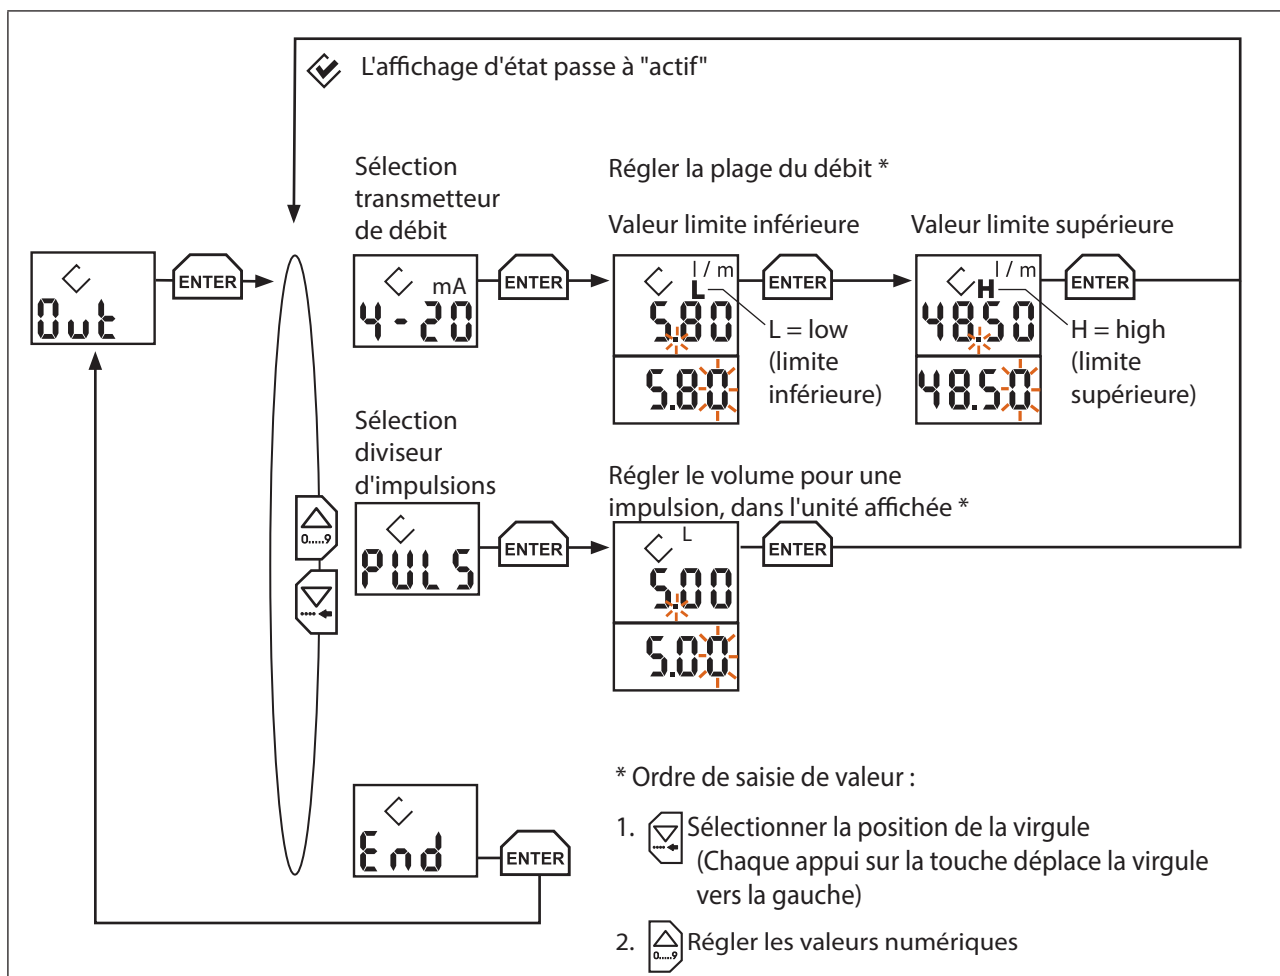 L'affichage d'état passe à "actif"
Sélection
transmetteur
de débit
Régler la plage du débit *
Valeur limite inférieure
Valeur limite supérieure
Out
ENTER
mA
4-20
ENTER
l / m
L
5.80
5.80
ENTER
L = low
(limite
inférieure)
l / m
H
48.50
48.50
ENTER
H = high
(limite
supérieure)
Sélection
diviseur
d'impulsions
Régler le volume pour une
impulsion, dans l'unité affichée *
0.....9
PULS
ENTER
L
5.00
5.00
ENTER
End
ENTER
* Ordre de saisie de valeur :
1. Sélectionner la position de la virgule
(Chaque appui sur la touche déplace la virgule
vers la gauche)
2. 0.....9 Régler les valeurs numériques